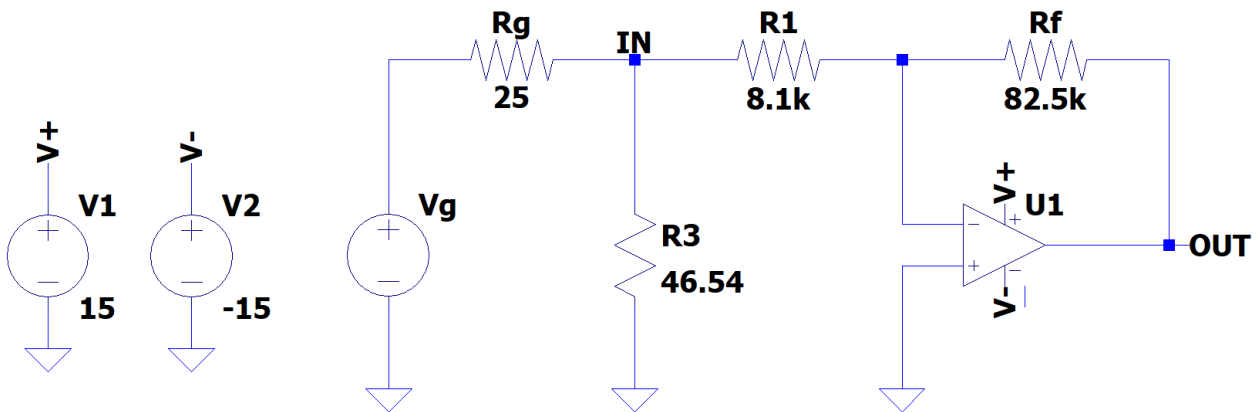 Rg
IN
R1
Rf
25
8.1k
82.5k
V+
V-
V+
V1
V2
Vg
U1
R3
OUT
46.54
15
-15
V-